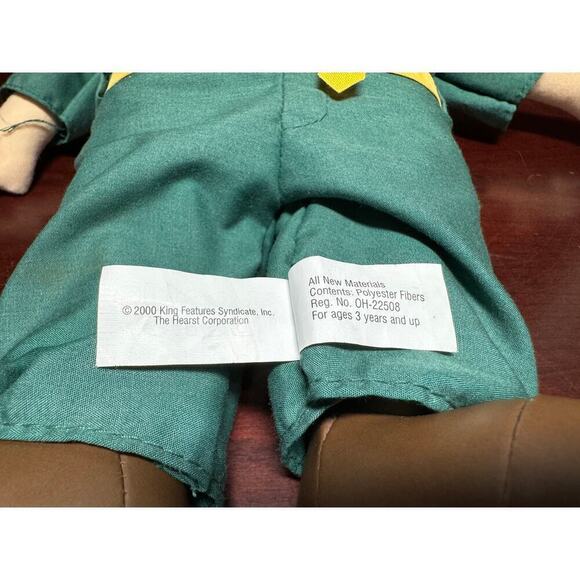 © 2000 King Features Syndicate, Inc.
The Hearst Corporation
All New Materials
Contents: Polyester Fibers
Reg. No. OH-22508
For ages 3 years and up